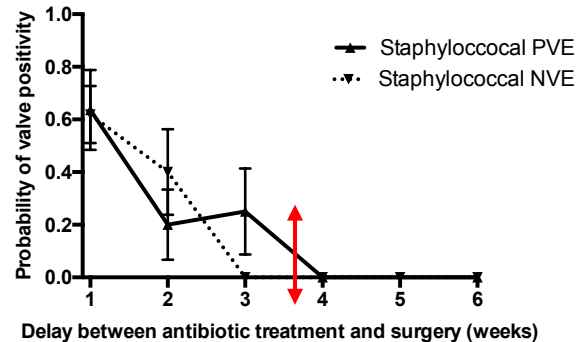 Probability of valve positivity
1.0
0.8
0.6
0.4
0.2
0.0
Staphyloccocal PVE
Staphylococcal NVE
1 2 3 4 5 6
Delay between antibiotic treatment and surgery (weeks)